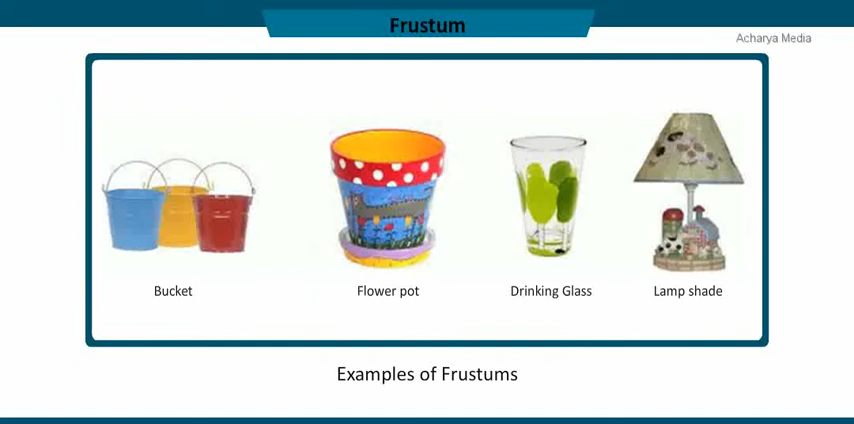 Frustum
Acharya Media
Bucket
Flower pot
Drinking Glass
Lamp shade
Examples of Frustums